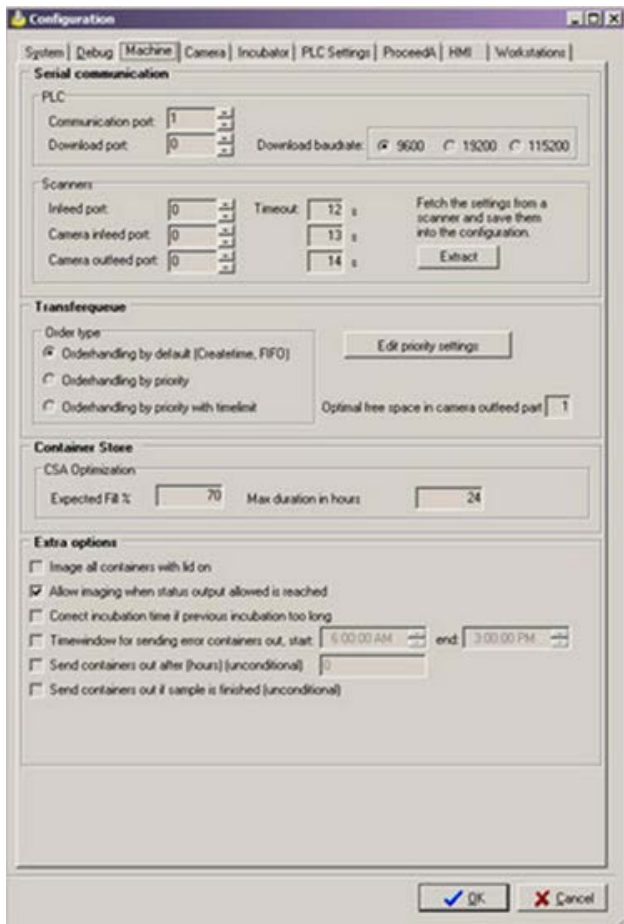 Configuration
System Debug Machine Camera Incubator PLC Settings ProceedA HMI Workstations
Serial communication
PLC
Communication port: 1
Download port: 0 Download baudrate: 9600 19200 115200
Scanners
Infeed port: 0 Timeout: 12 s Fetch the settings from a
Camera infeed port: 0 13 s scanner and save them
into the configuration.
Camera outfeed port: 0 14 s Extract
Transferqueue
Order type
Orderhandling by default (Createtime, FIFO) Edit priority settings
Orderhandling by priority
Orderhandling by priority with timelimit Optimal free space in camera outfeed part 1
Container Store
CSA Optimization
Expected Fill % 70 Max duration in hours 24
Extra options
Image all containers with lid on
Allow imaging when status output allowed is reached
Correct incubation time if previous incubation too long
Timewindow for sending error containers out, start: 6:00:00 AM end: 3:00:00 PM
Send containers out after (hours) (unconditional) 0
Send containers out if sample is finished (unconditional)
OK Cancel